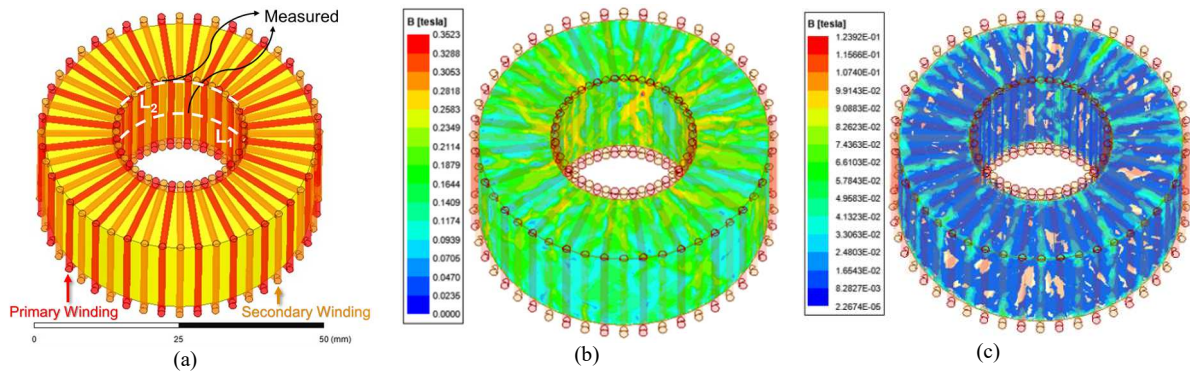 Measured
L2
L1
Primary Winding
Secondary Winding
0
25
50 (mm)
(a)
B [tesla]
0.3523
0.3288
0.3053
0.2818
0.2583
0.2349
0.2114
0.1879
0.1644
0.1409
0.1174
0.0939
0.0705
0.0470
0.0235
0.0000
(b)
B [tesla]
1.2392E-01
1.1566E-01
1.0740E-01
9.9143E-02
9.0883E-02
8.2623E-02
7.4363E-02
6.6103E-02
5.7843E-02
4.9583E-02
4.1323E-02
3.3063E-02
2.4803E-02
1.6543E-02
8.2827E-03
2.2674E-05
(c)